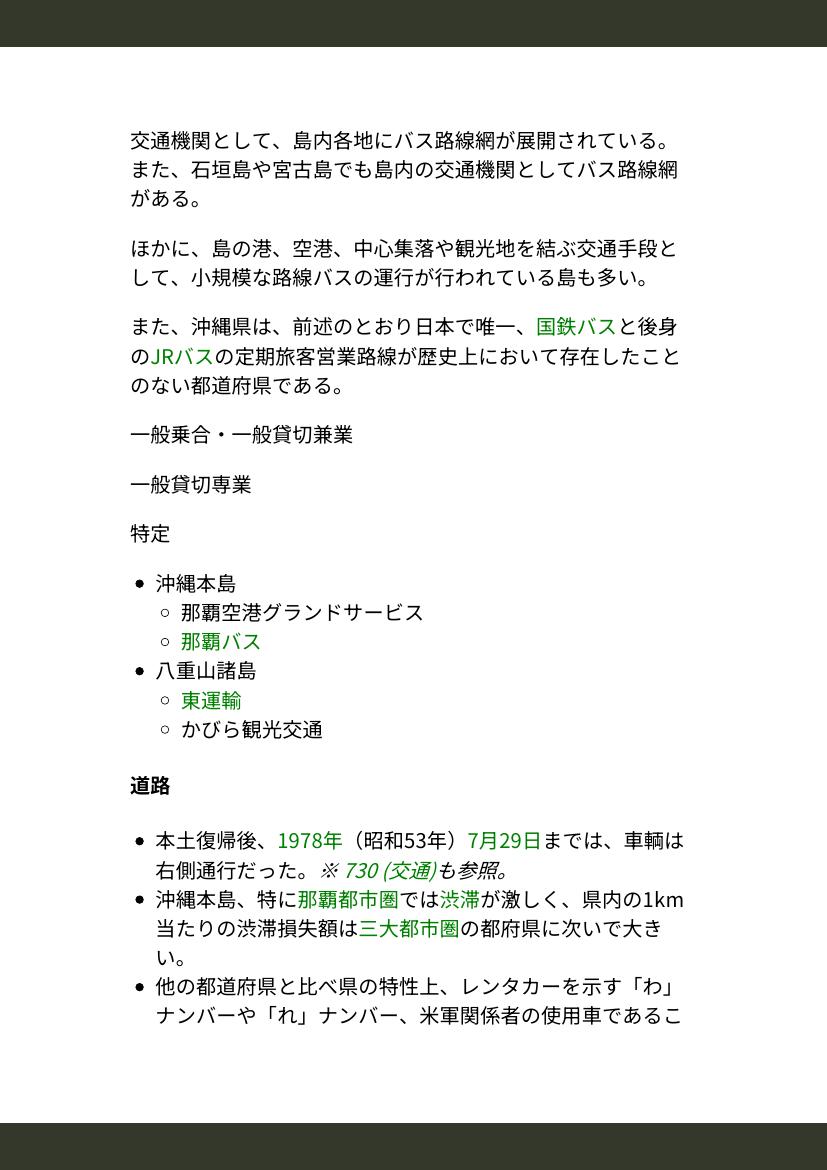 交通機関として、島内各地にバス路線網が展開されている。
また、石垣島や宮古島でも島内の交通機関としてバス路線網
がある。
ほかに、島の港、空港、中心集落や観光地を結ぶ交通手段と
して、小規模な路線バスの運行が行われている島も多い。
また、沖縄県は、前述のとおり日本で唯一、国鉄バスと後身
のJRバスの定期旅客営業路線が歴史上において存在したこと
のない都道府県である。
一般乗合・一般貸切兼業
一般貸切専業
特定
• 沖縄本島
◦ 那覇空港グランドサービス
◦ 那覇バス
• 八重山諸島
◦ 東運輸
◦ かびら観光交通
道路
• 本土復帰後、1978年（昭和53年）7月29日までは、車輌は
右側通行だった。※ 730 (交通)も参照。
• 沖縄本島、特に那覇都市圏では渋滞が激しく、県内の1km
当たりの渋滞損失額は三大都市圏の都府県に次いで大き
い。
• 他の都道府県と比べ県の特性上、レンタカーを示す「わ」
ナンバーや「れ」ナンバー、米軍関係者の使用車であるこ